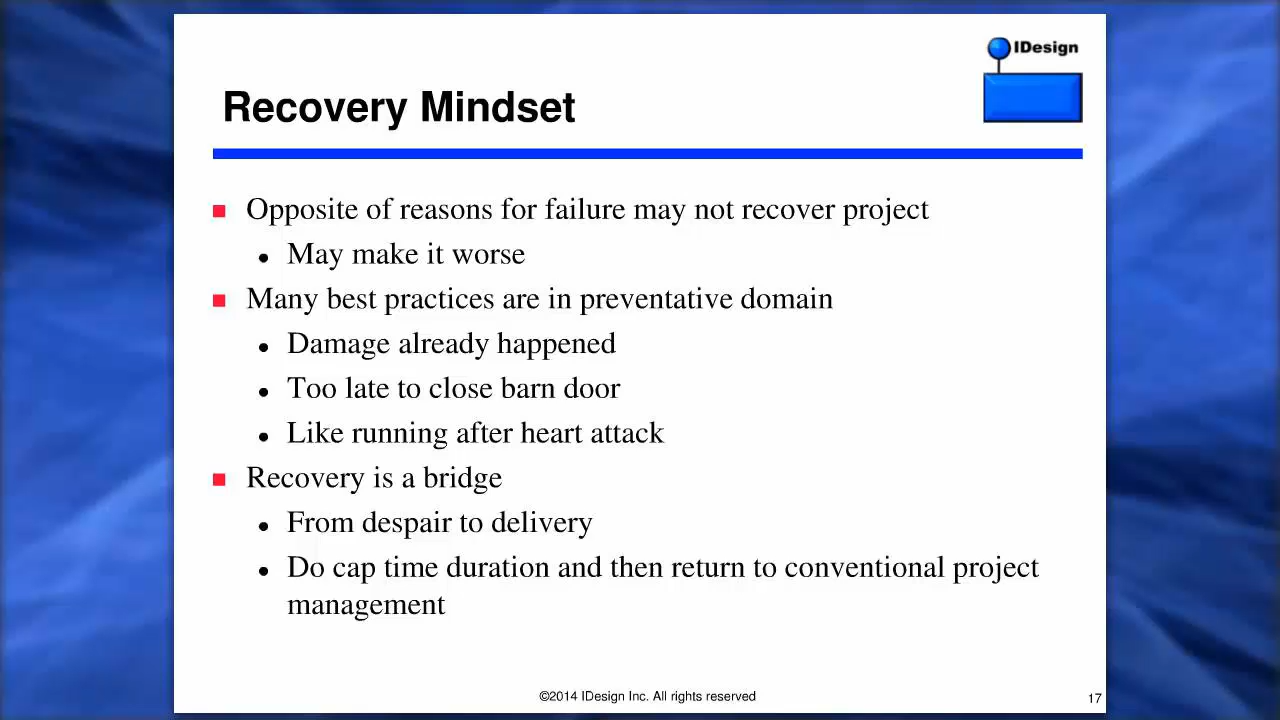 IDesign
Recovery Mindset
Opposite of reasons for failure may not recover project
May make it worse
Many best practices are in preventative domain
Damage already happened
Too late to close barn door
Like running after heart attack
Recovery is a bridge
From despair to delivery
Do cap time duration and then return to conventional project
management
©2014 IDesign Inc. All rights reserved
17